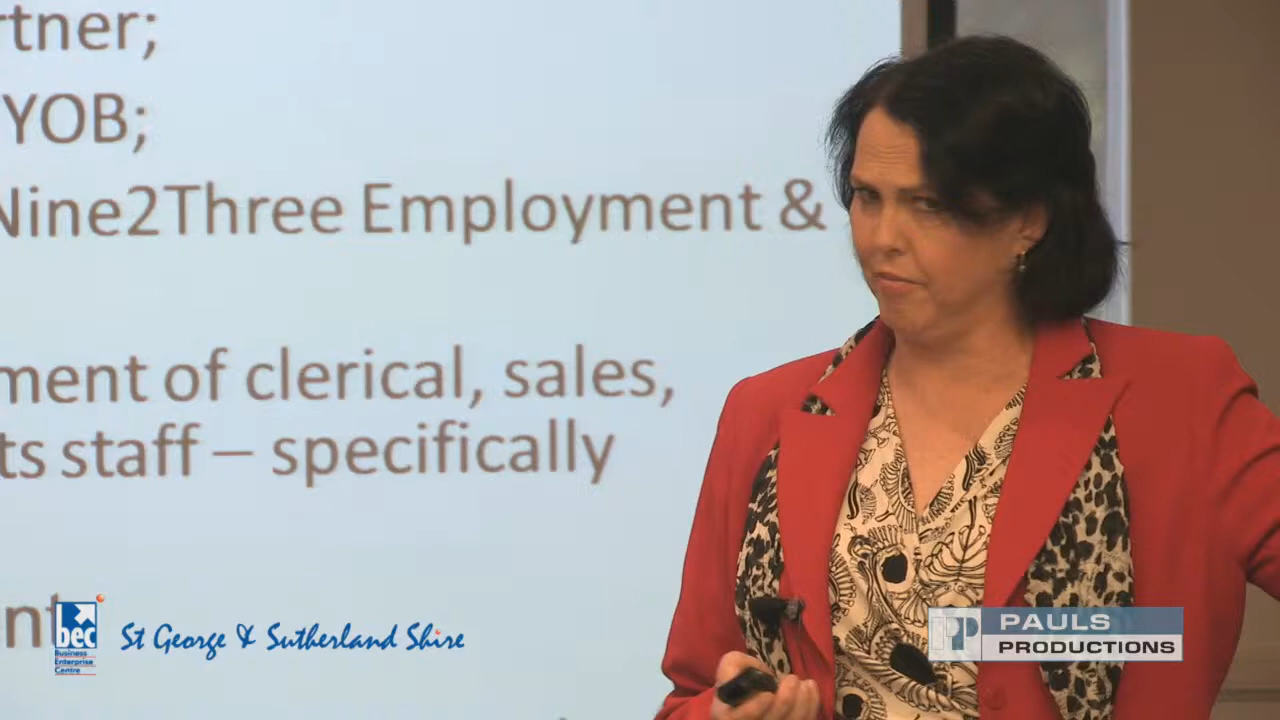 rtner;
YOB;
Nine2Three Employment &
ment of clerical, sales,
ts staff – specifically
nt
bec
Business
Enterprise
Centre
St George & Sutherland Shire
PP
PAULS
PRODUCTIONS